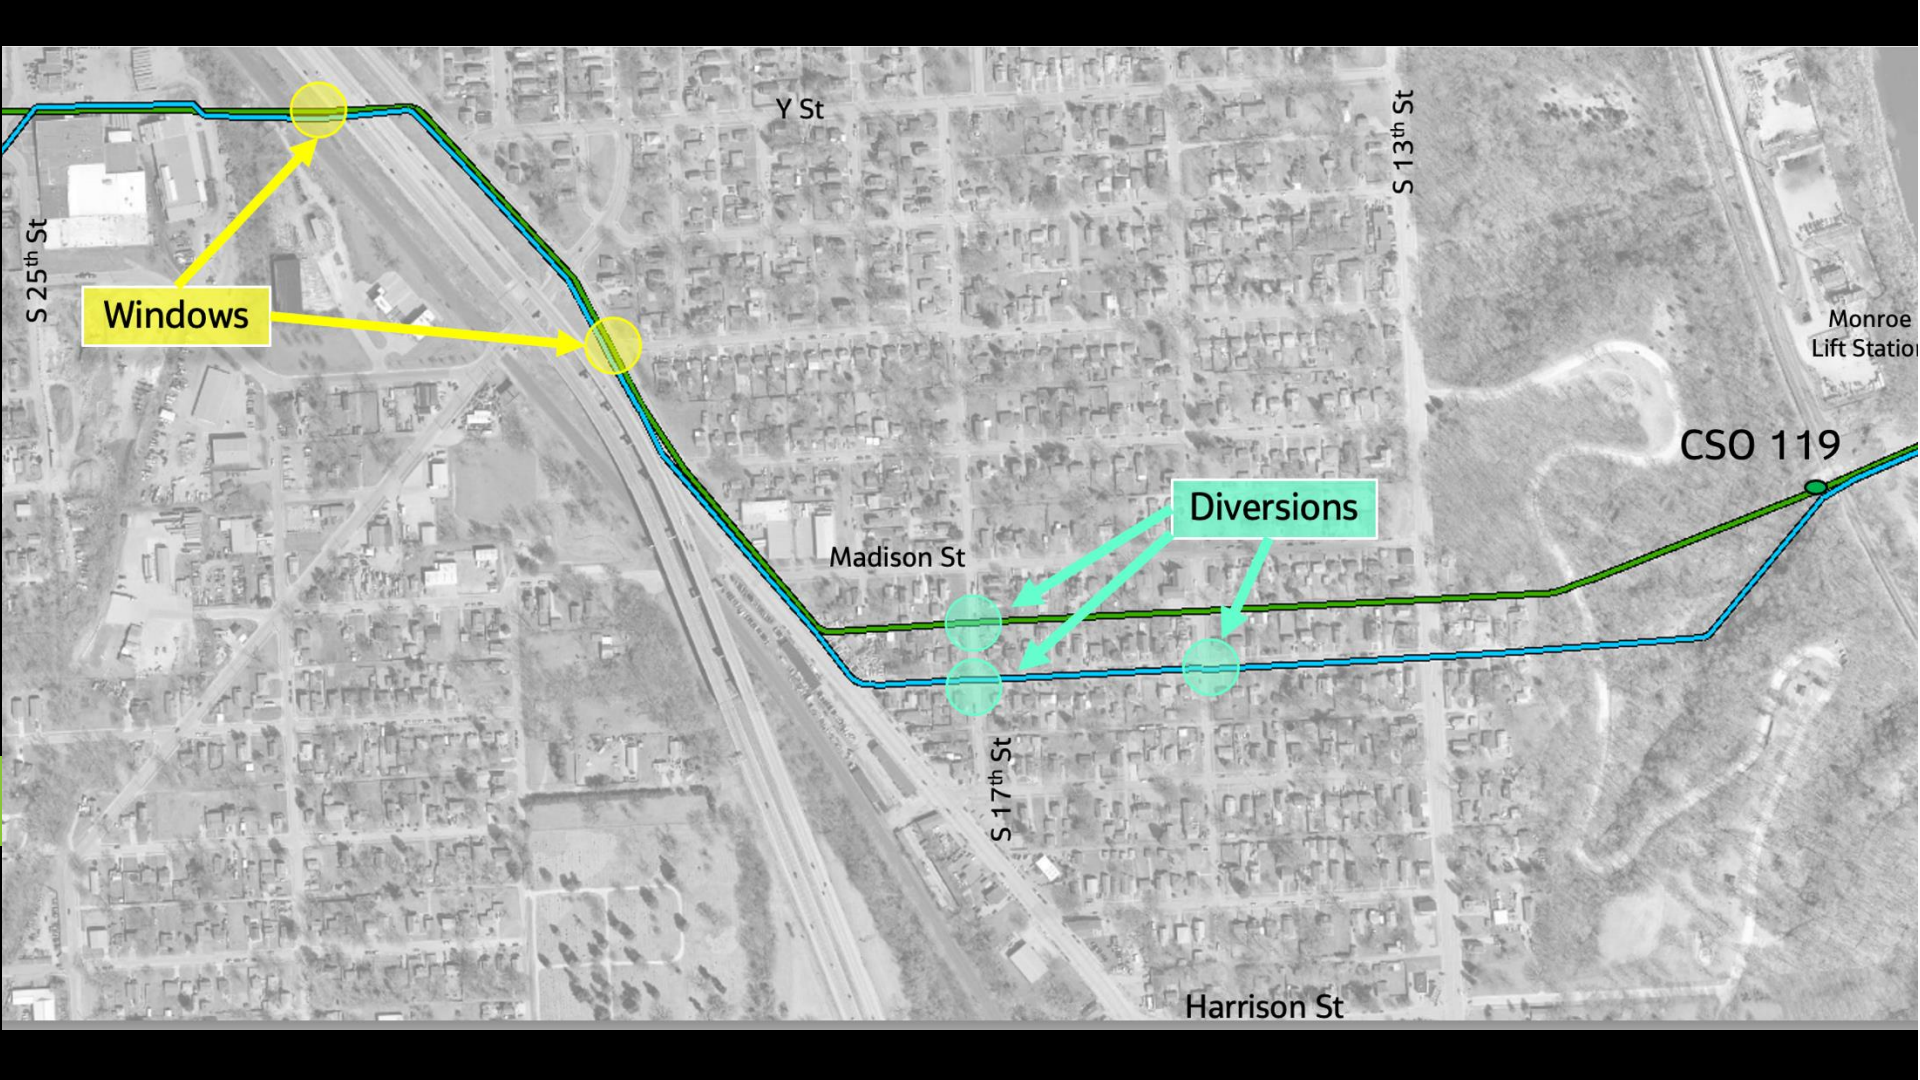 Y St
S 13th St
S 25th St
Windows
Monroe
Lift Station
CSO 119
Diversions
Madison St
S 17th St
Harrison St